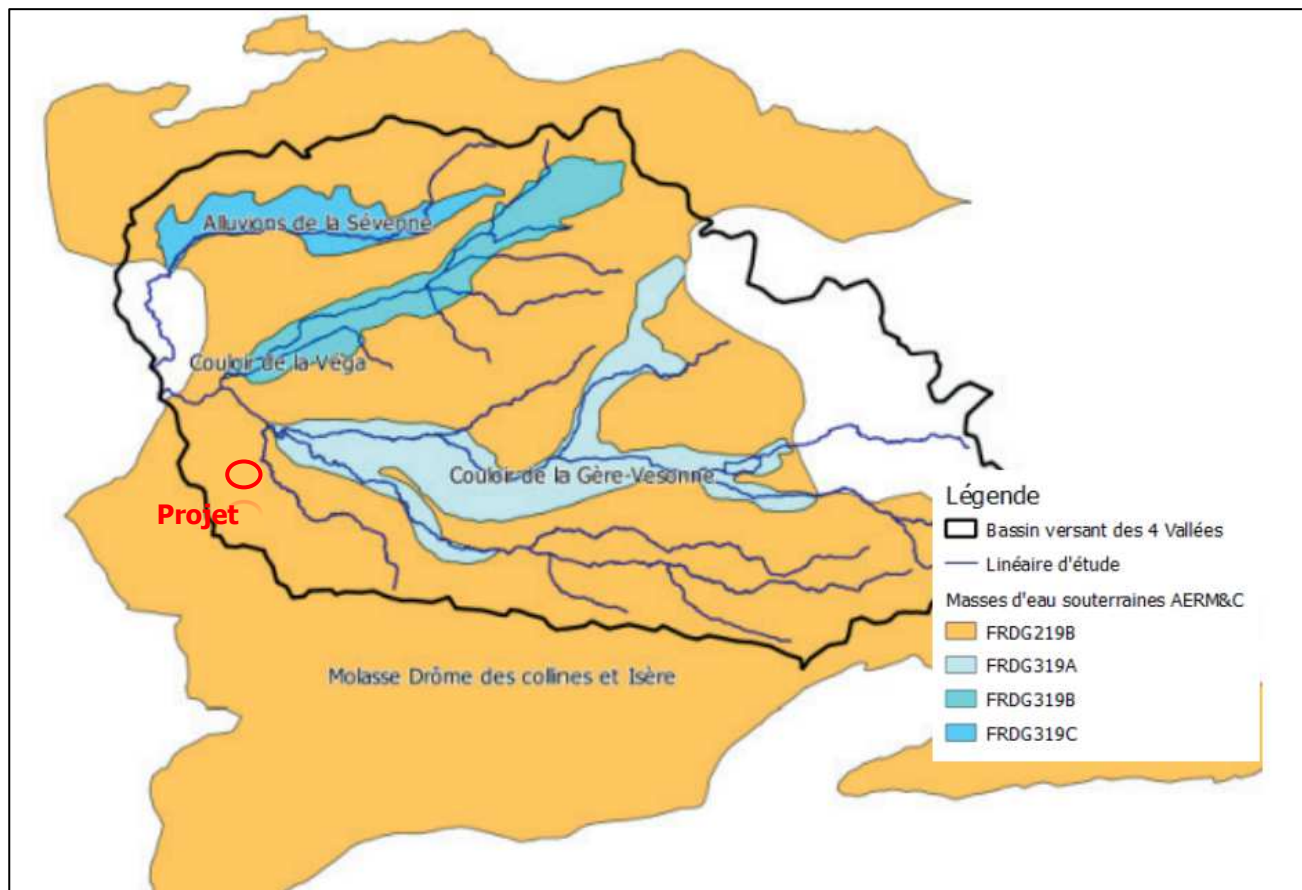 Alluvions de la Sévenne
Couloir de la Véga
Couloir de la Gère-Vesonne
Projet
Molasse Drôme des collines et Isère
Légende
Bassin versant des 4 Vallées
Linéaire d'étude
Masses d'eau souterraines AERM&C
FRDG219B
FRDG319A
FRDG319B
FRDG319C